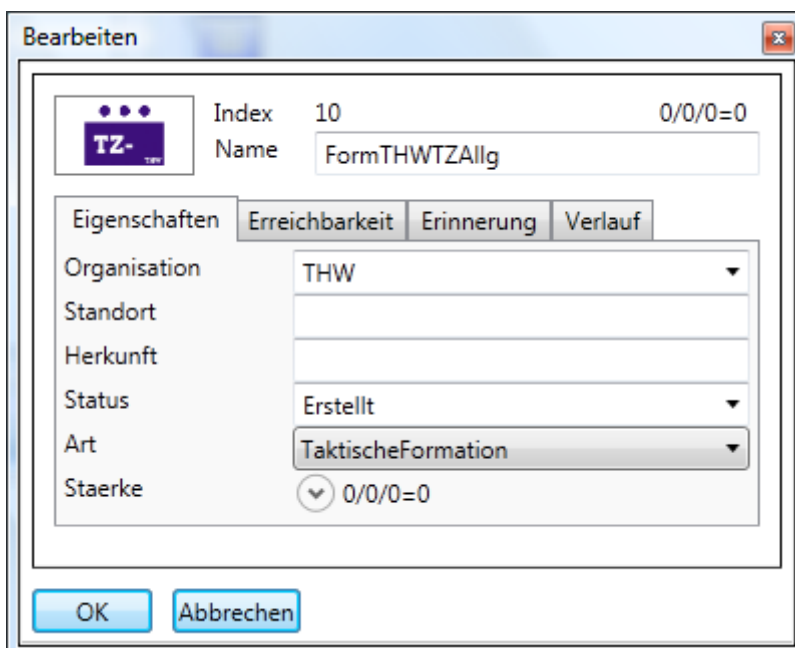 Bearbeiten
Index 10 0/0/0=0
TZ-
THW
Name FormTHWTZAllg
Eigenschaften Erreichbarkeit Erinnerung Verlauf
Organisation THW
Standort
Herkunft
Status Erstellt
Art TaktischeFormation
Staerke 0/0/0=0
OK Abbrechen